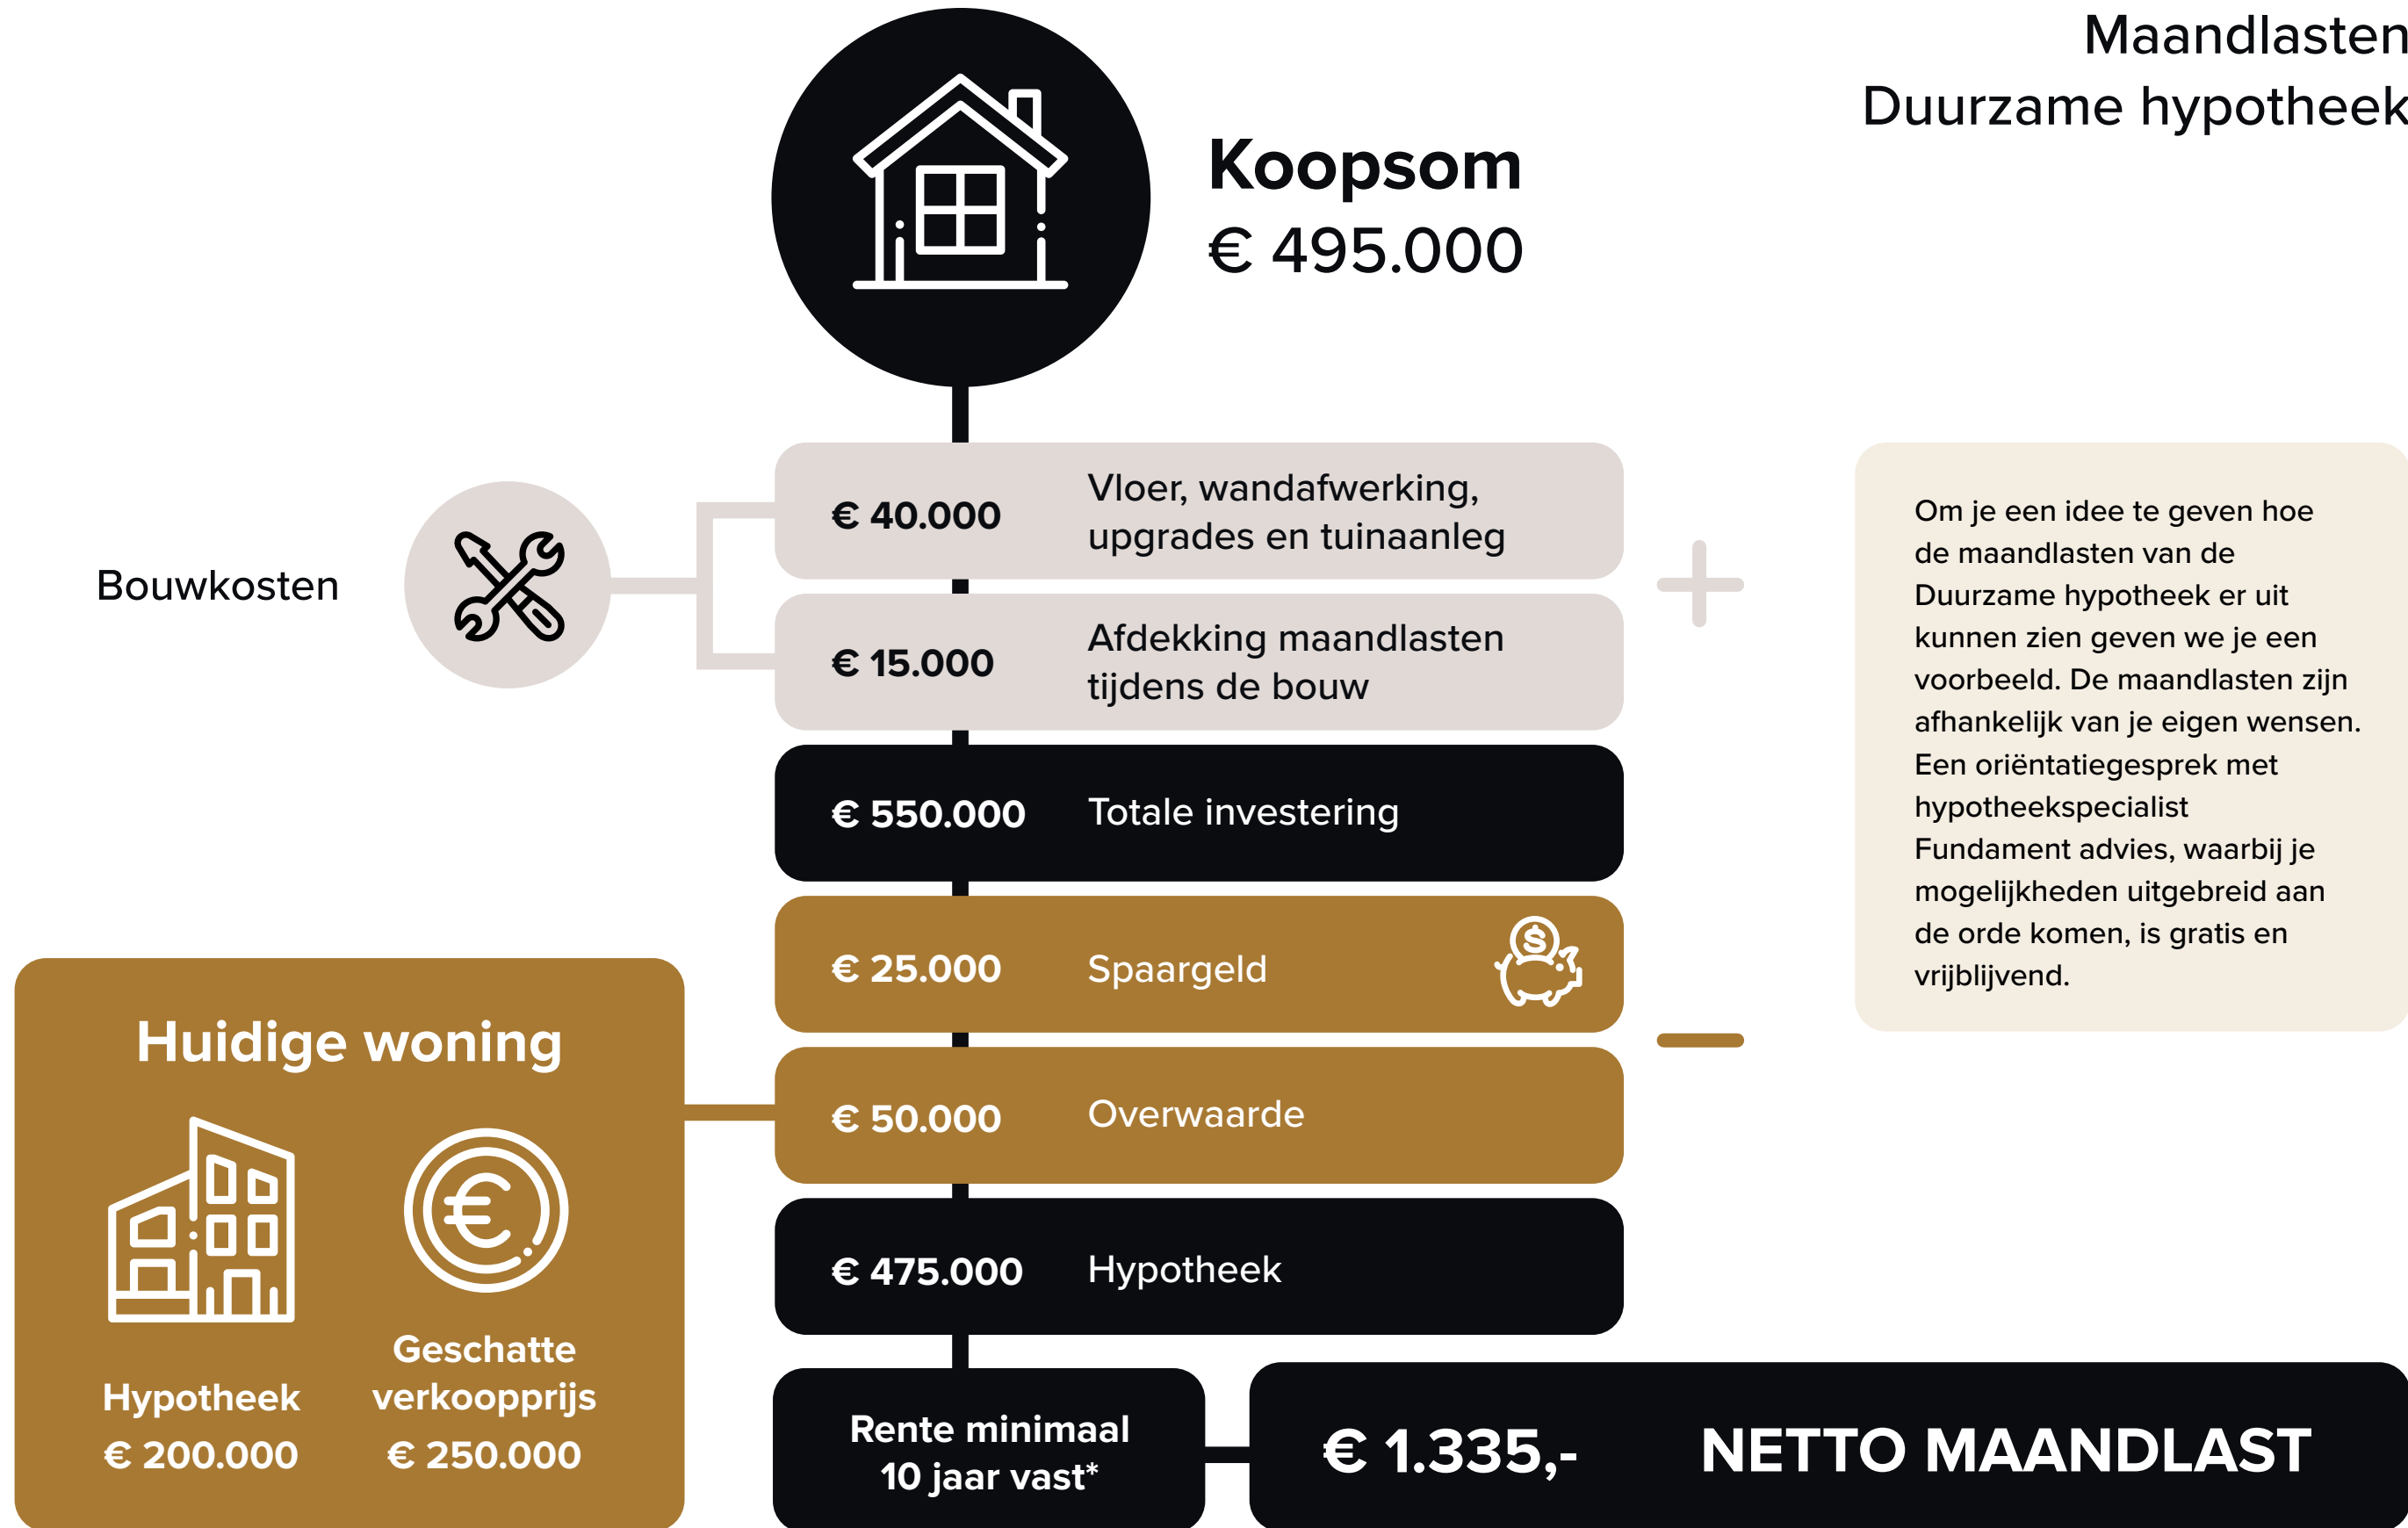 Maandlasten
Duurzame hypotheek
Koopsom
€ 495.000
Bouwkosten
€ 40.000
Vloer, wandafwerking,
upgrades en tuinaanleg
€ 15.000
Afdekking maandlasten
tijdens de bouw
€ 550.000
Totale investering
€ 25.000
Spaargeld
€ 50.000
Overwaarde
€ 475.000
Hypotheek
Om je een idee te geven hoe
de maandlasten van de
Duurzame hypotheek er uit
kunnen zien geven we je een
voorbeeld. De maandlasten zijn
afhankelijk van je eigen wensen.
Een oriëntatiegesprek met
hypotheekspecialist
Fundament advies, waarbij je
mogelijkheden uitgebreid aan
de orde komen, is gratis en
vrijblijvend.
Huidige woning
Hypotheek
€ 200.000
Geschatte
verkoopprijs
€ 250.000
Rente minimaal
10 jaar vast*
€ 1.335,-
NETTO MAANDLAST